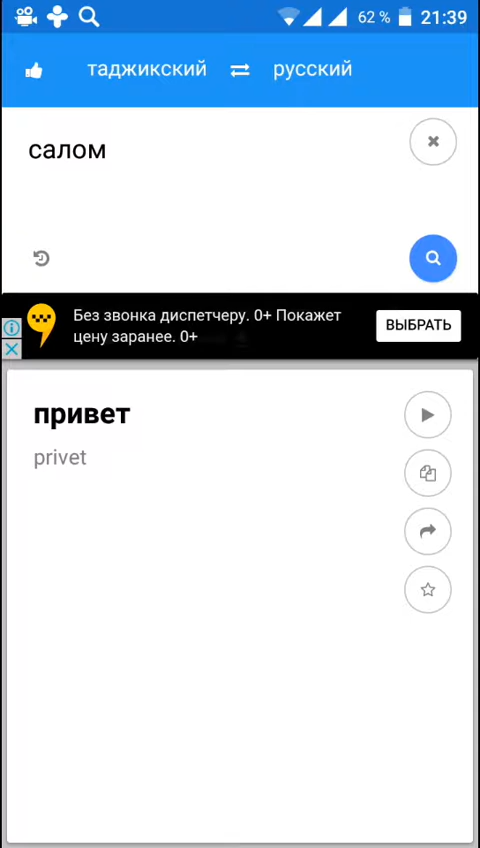 62 % 21:39
таджикский русский
салом
Без звонка диспетчеру. 0+ Покажет
цену заранее. 0+
ВЫБРАТЬ
привет
privet